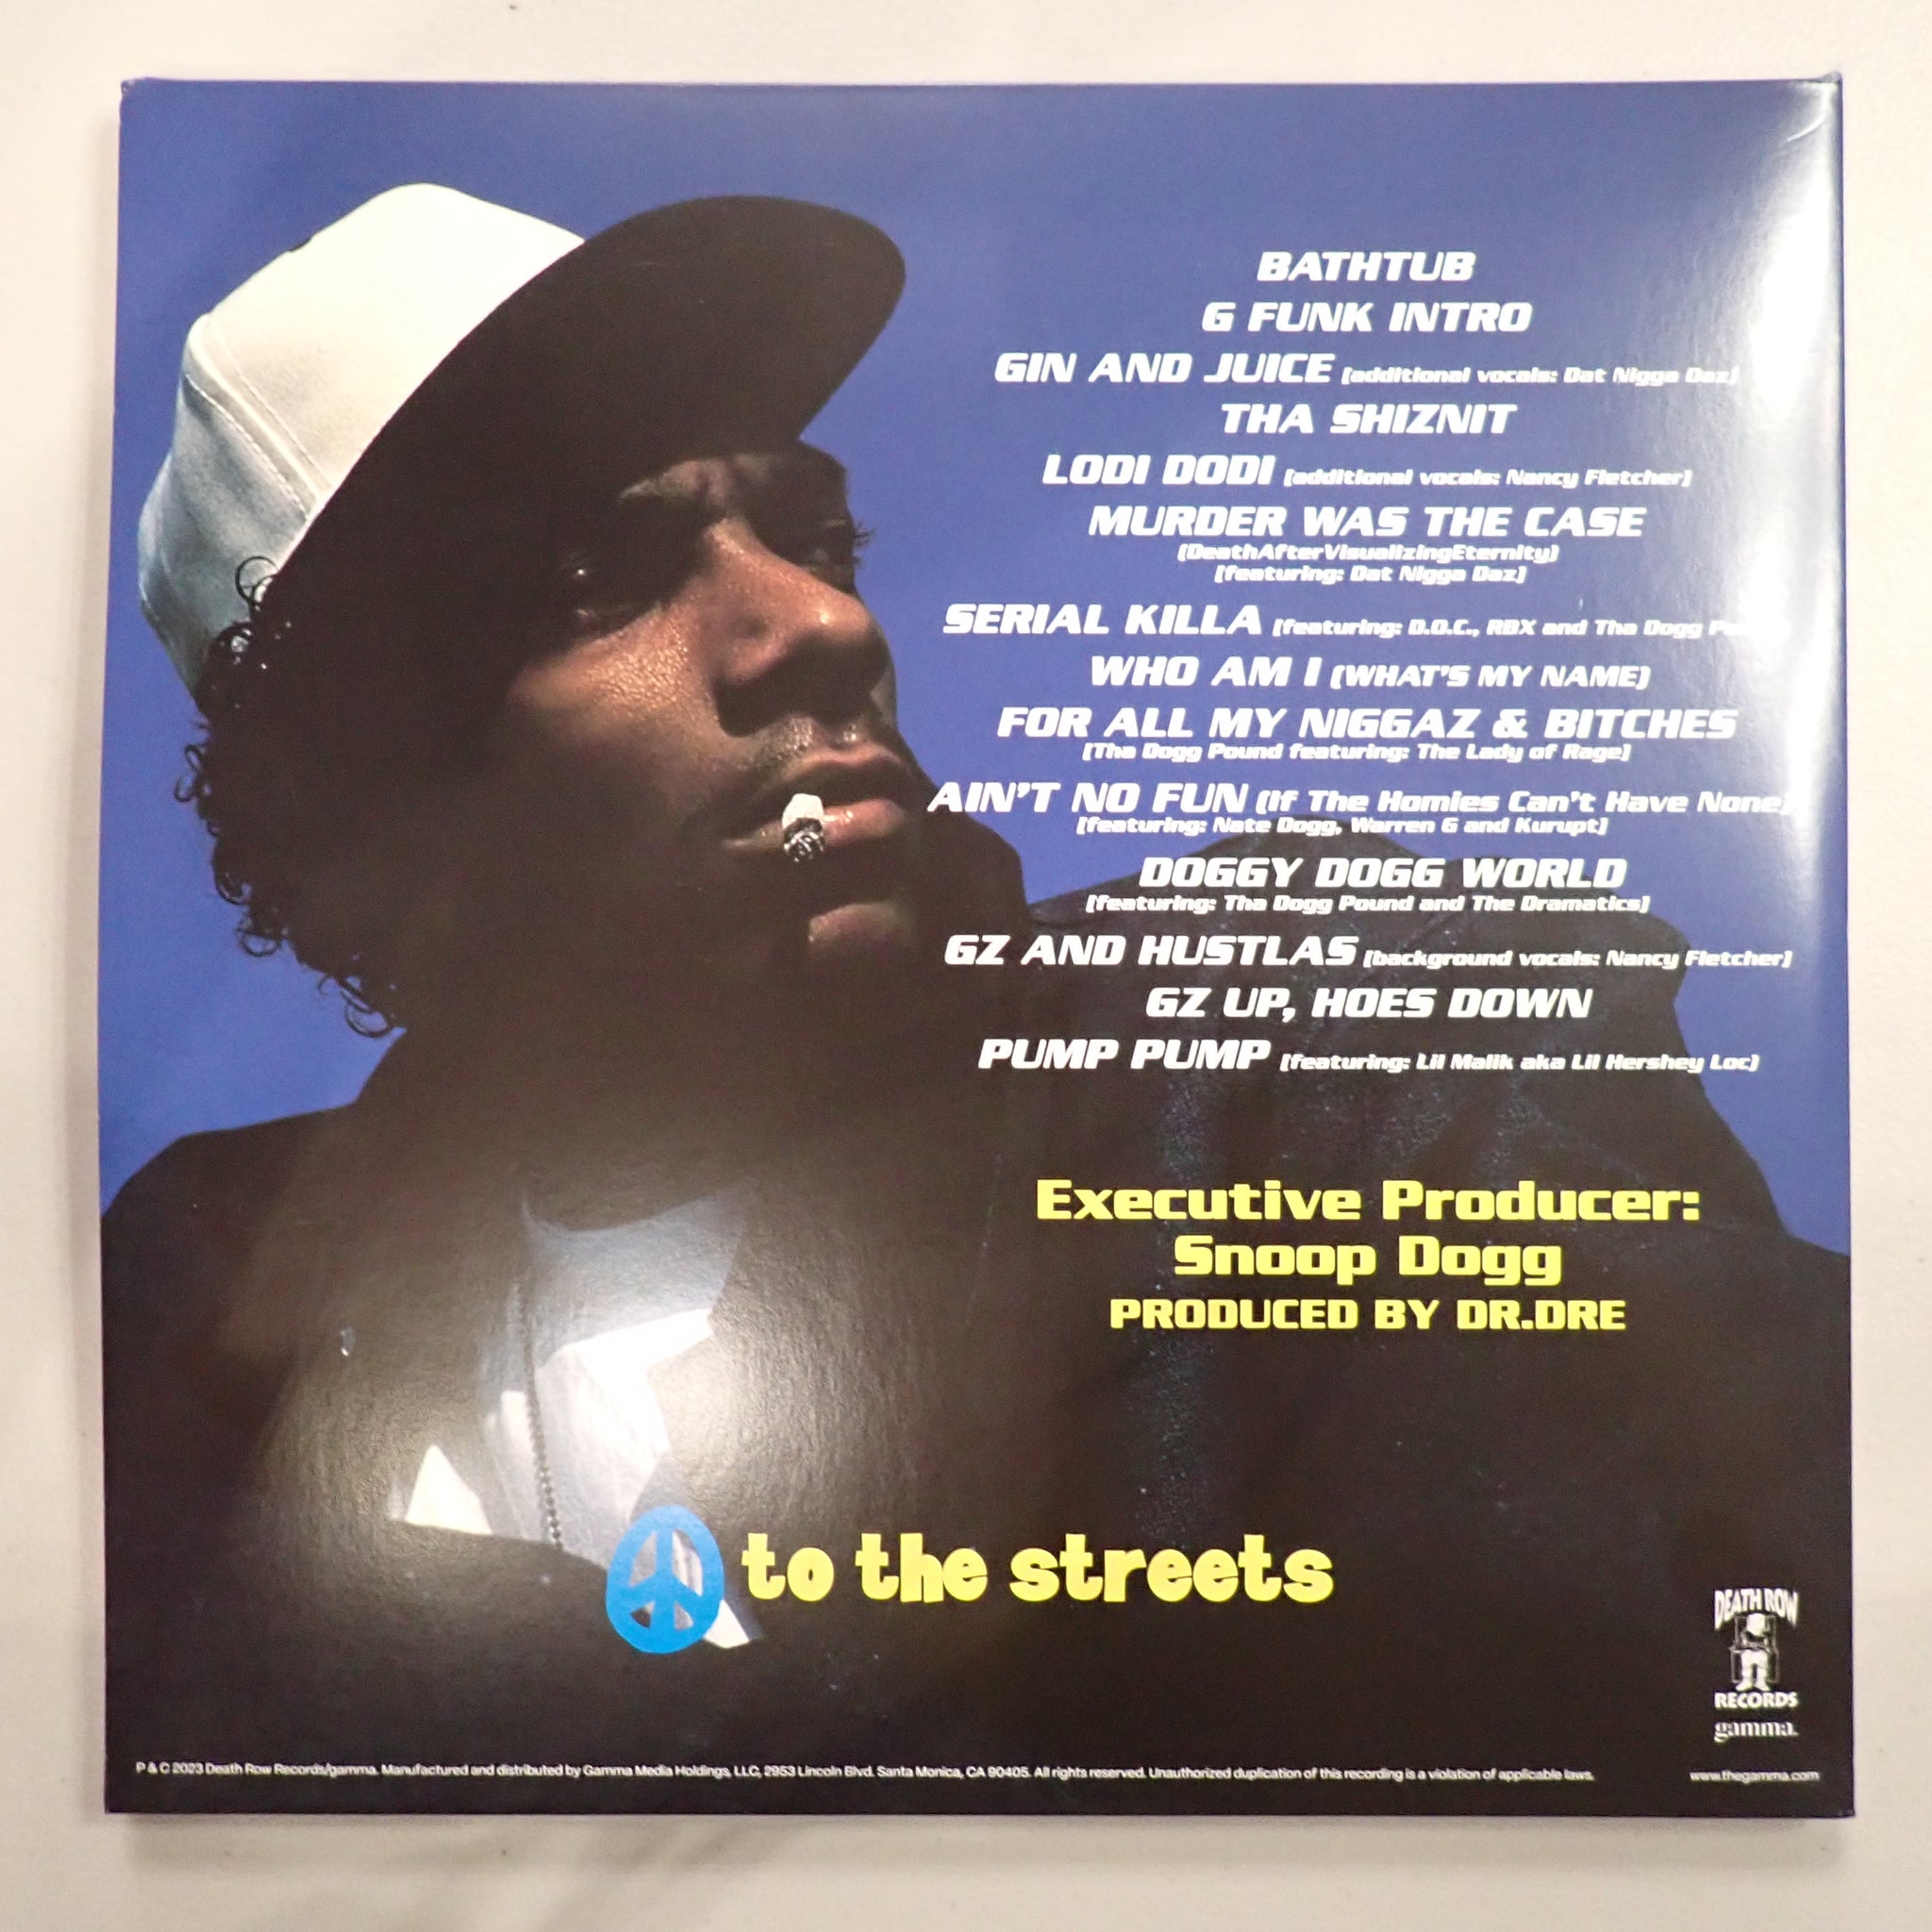 BATHTUB
G FUNK INTRO
GIN AND JUICE [additional vocals: Dat Nigga Daz]
THA SHIZNIT
LODI DODI [additional vocals: Nancy Fletcher]
MURDER WAS THE CASE
(DeathAfterVisualizingEternity)
[featuring: Dat Nigga Daz]
SERIAL KILLA [featuring: D.O.C., RBX and Tha Dogg
WHO AM I (WHAT'S MY NAME)
FOR ALL MY NIGGAZ & BITCHES
[Tha Dogg Pound featuring: The Lady of Rage]
AIN'T NO FUN (If The Homies Can't Have None)
[featuring: Nate Dogg, Warren G and Kurupt]
DOGGY DOGG WORLD
[featuring: Tha Dogg Pound and The Dramatics]
GZ AND HUSTLAS [background vocals: Nancy Fletcher]
GZ UP, HOES DOWN
PUMP PUMP [featuring: Lil Malik aka Lil Hershey Loc]
Executive Producer:
Snoop Dogg
PRODUCED BY DR.DRE
to the streets
DEATH ROW
RECORDS
gamma.
P & C 2023 Death Row Records/gamma. Manufactured and distributed by Gamma Media Holdings, LLC, 2953 Lincoln Blvd. Santa Monica, CA 90405. All rights reserved. Unauthorized duplication of this recording is a violation of applicable laws.
www.thegamma.com